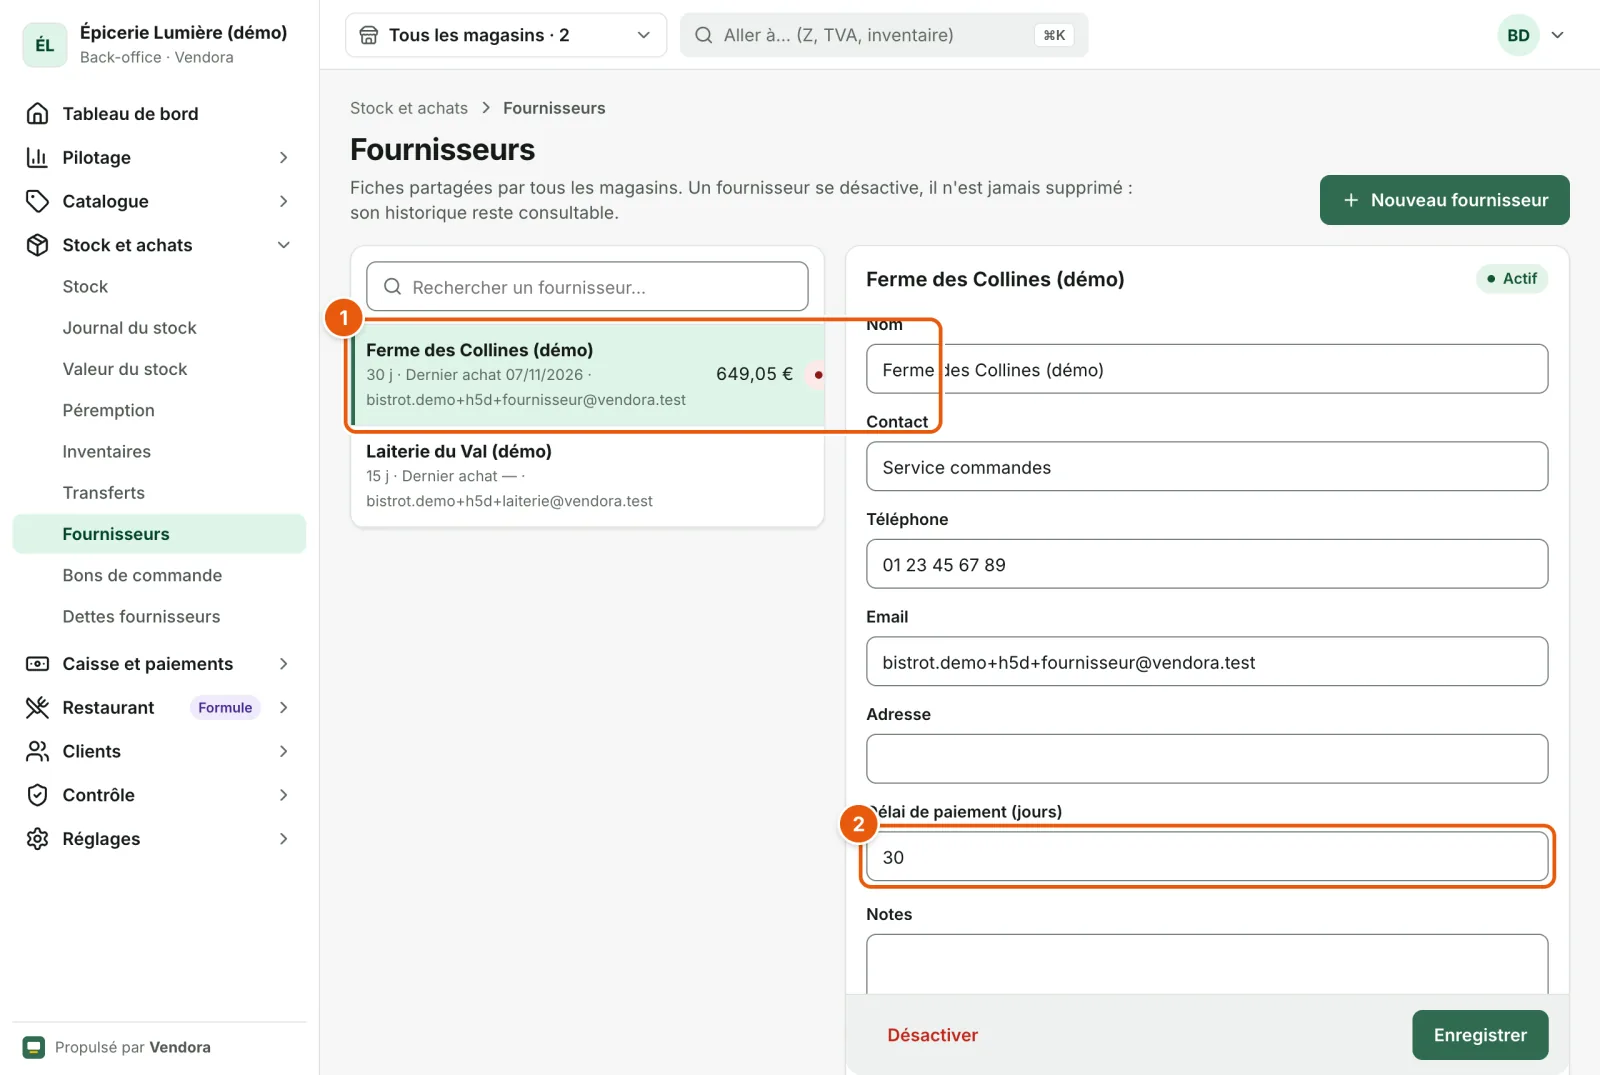 ÉL
Épicerie Lumière (démo)
Back-office · Vendora
Tous les magasins · 2
Aller à... (Z, TVA, inventaire)
⌘K
BD
Tableau de bord
Pilotage
Catalogue
Stock et achats
Stock
Journal du stock
Valeur du stock
Péremption
Inventaires
Transferts
Fournisseurs
Bons de commande
Dettes fournisseurs
Caisse et paiements
Restaurant
Formule
Clients
Contrôle
Réglages
Propulsé par Vendora
Stock et achats > Fournisseurs
Fournisseurs
Fiches partagées par tous les magasins. Un fournisseur se désactive, il n'est jamais supprimé :
son historique reste consultable.
+ Nouveau fournisseur
Rechercher un fournisseur...
1
Ferme des Collines (démo)
30 j · Dernier achat 07/11/2026 ·
bistrot.demo+h5d+fournisseur@vendora.test
649,05 €
Laiterie du Val (démo)
15 j · Dernier achat — ·
bistrot.demo+h5d+laiterie@vendora.test
Ferme des Collines (démo)
Actif
Nom
Ferme des Collines (démo)
Contact
Service commandes
Téléphone
01 23 45 67 89
Email
bistrot.demo+h5d+fournisseur@vendora.test
Adresse
2
Délai de paiement (jours)
30
Notes
Désactiver
Enregistrer